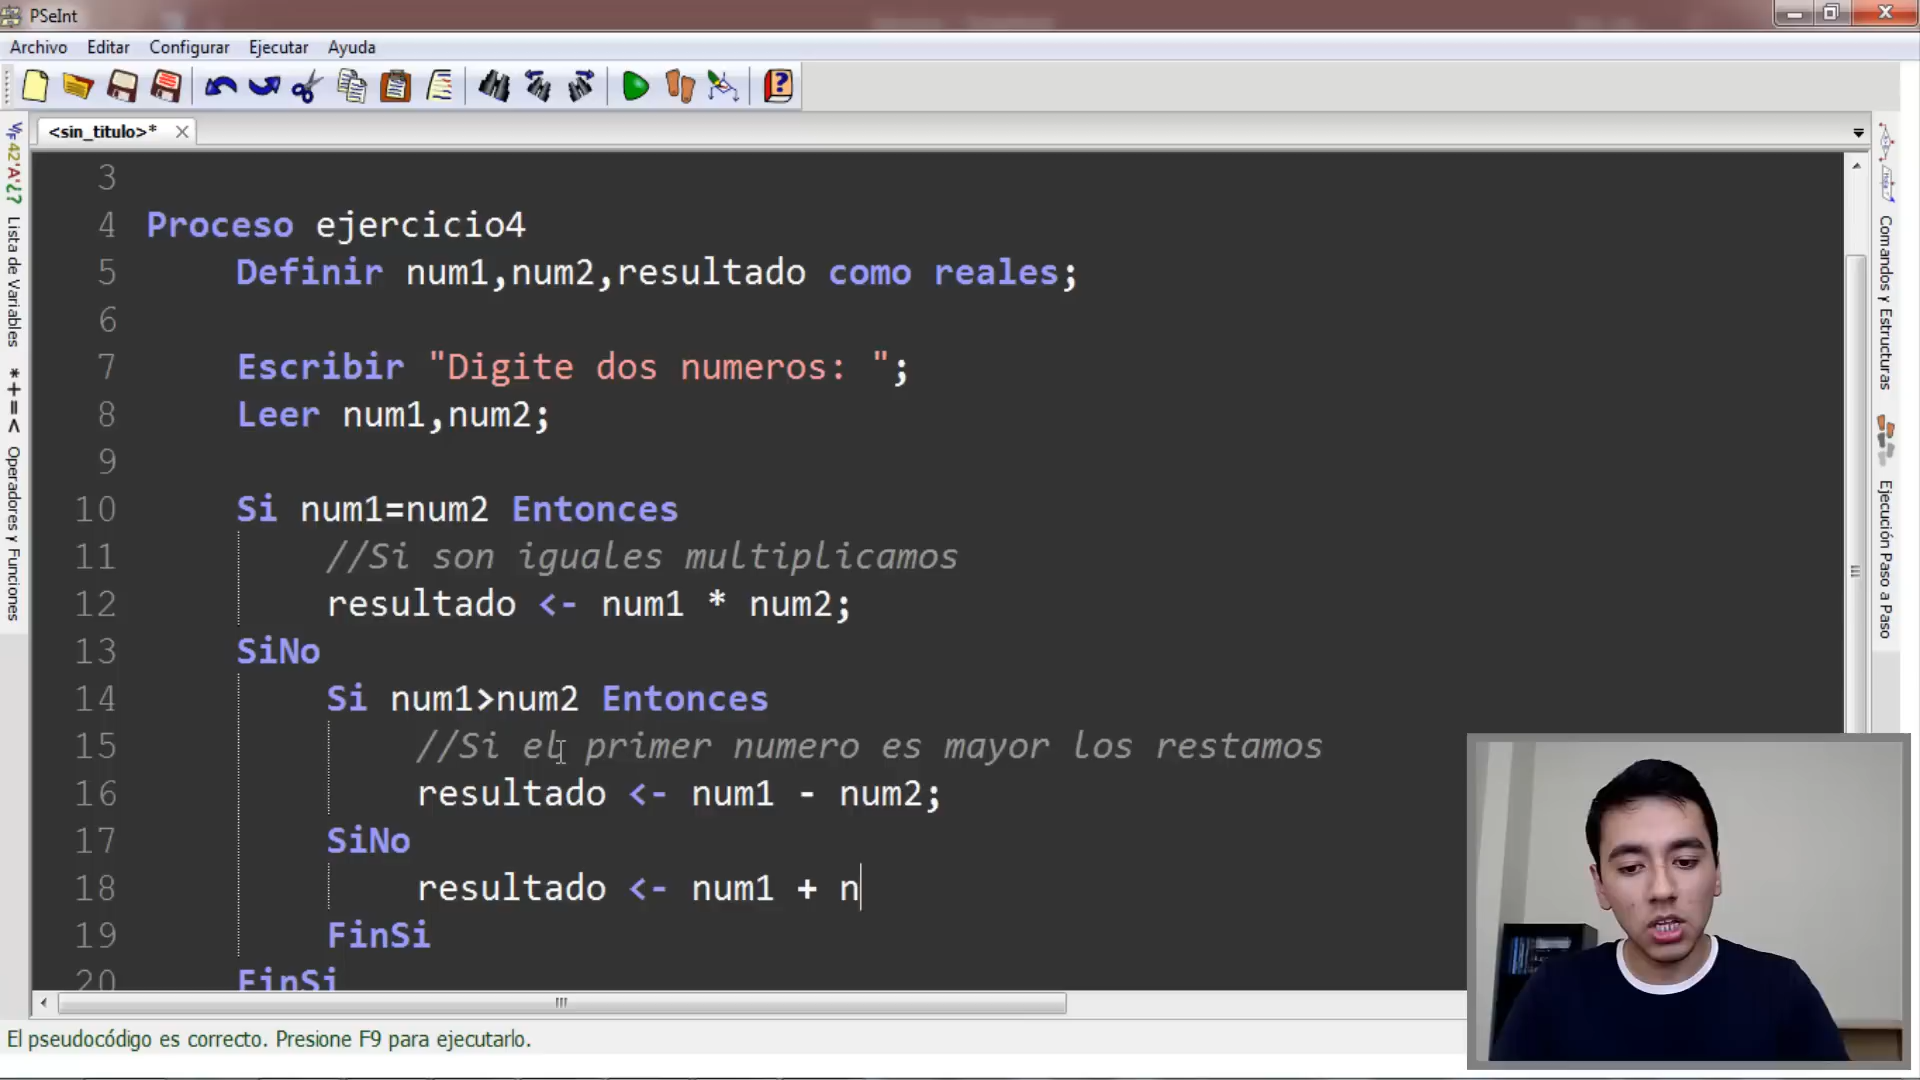 PSeInt
Archivo Editar Configurar Ejecutar Ayuda
<sin_titulo>*
3
4 Proceso ejercicio4
5 Definir num1,num2,resultado como reales;
6
7 Escribir "Digite dos numeros: ";
8 Leer num1,num2;
9
10 Si num1=num2 Entonces
11 //Si son iguales multiplicamos
12 resultado <- num1 * num2;
13 SiNo
14 Si num1>num2 Entonces
15 //Si el primer numero es mayor los restamos
16 resultado <- num1 - num2;
17 SiNo
18 resultado <- num1 + n
19 FinSi
20 FinSi
Lista de Variables
*+=< Operadores y Funciones
Comandos y Estructuras
Ejecución Paso a Paso
El pseudocódigo es correcto. Presione F9 para ejecutarlo.